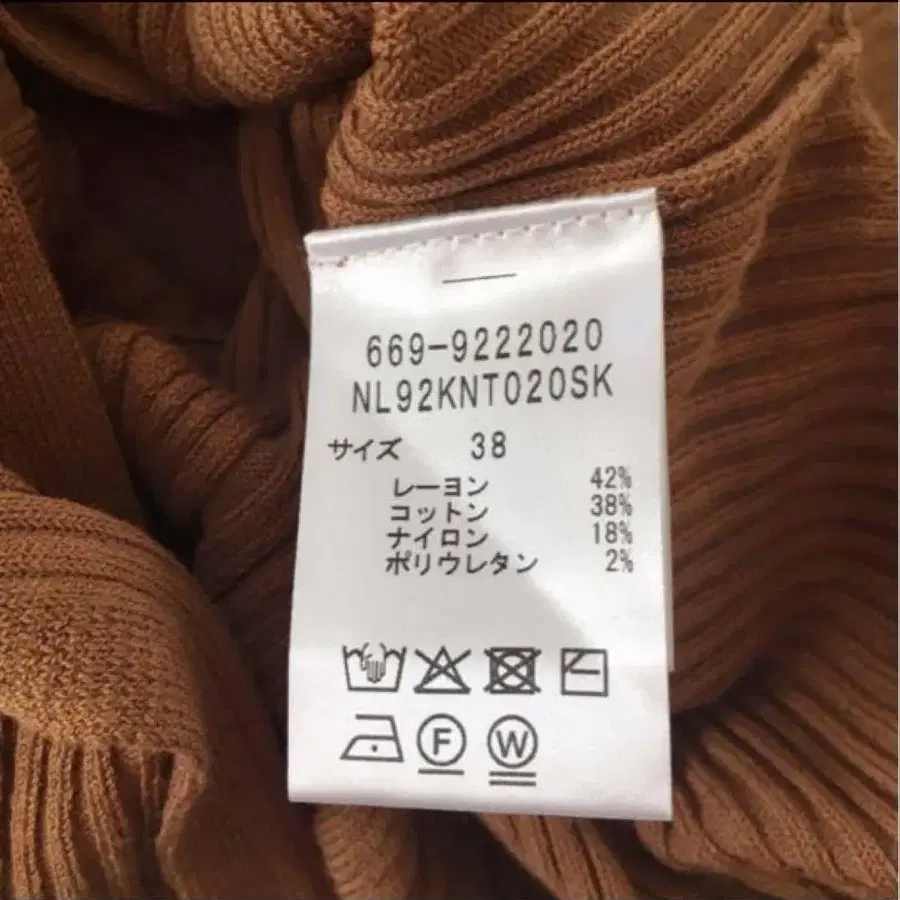 669-9222020
NL92KNT020SK
サイズ 38
レーヨン 42%
コットン 38%
ナイロン 18%
ポリウレタン 2%
F W